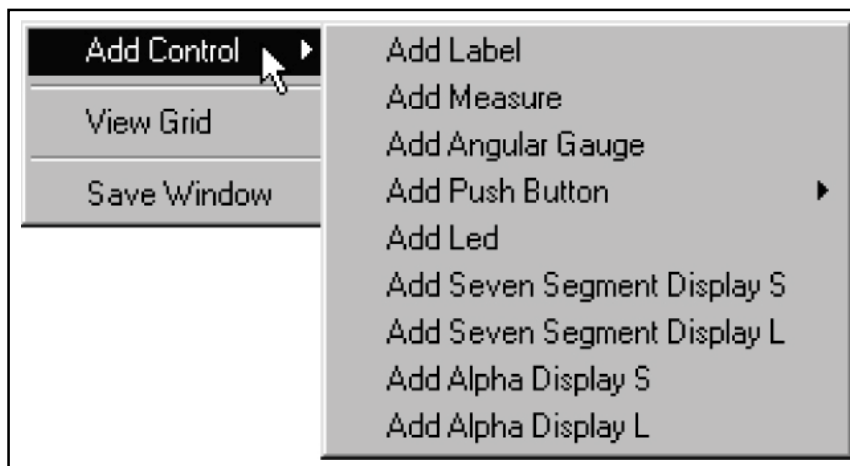 Add Control
View Grid
Save Window
Add Label
Add Measure
Add Angular Gauge
Add Push Button
Add Led
Add Seven Segment Display S
Add Seven Segment Display L
Add Alpha Display S
Add Alpha Display L